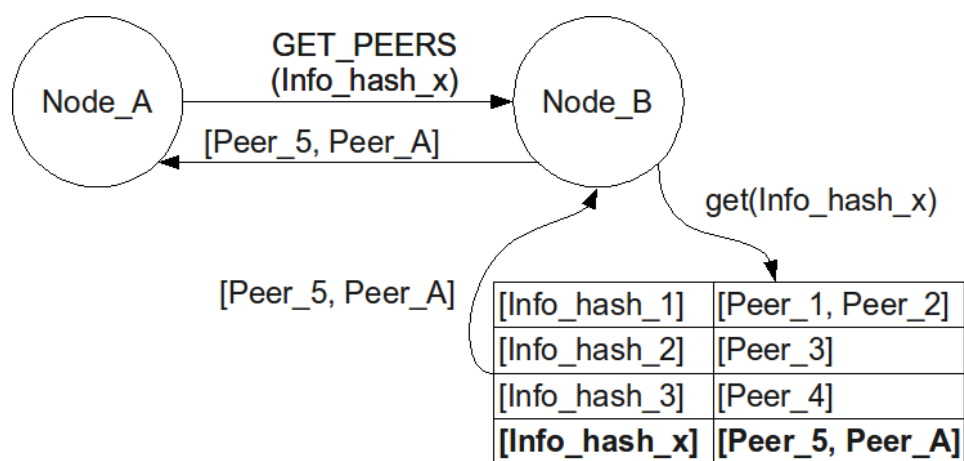 GET_PEERS
(Info_hash_x)
Node_A
Node_B
[Peer_5, Peer_A]
get(Info_hash_x)
[Peer_5, Peer_A]
[Info_hash_1] [Peer_1, Peer_2]
[Info_hash_2] [Peer_3]
[Info_hash_3] [Peer_4]
[Info_hash_x] [Peer_5, Peer_A]